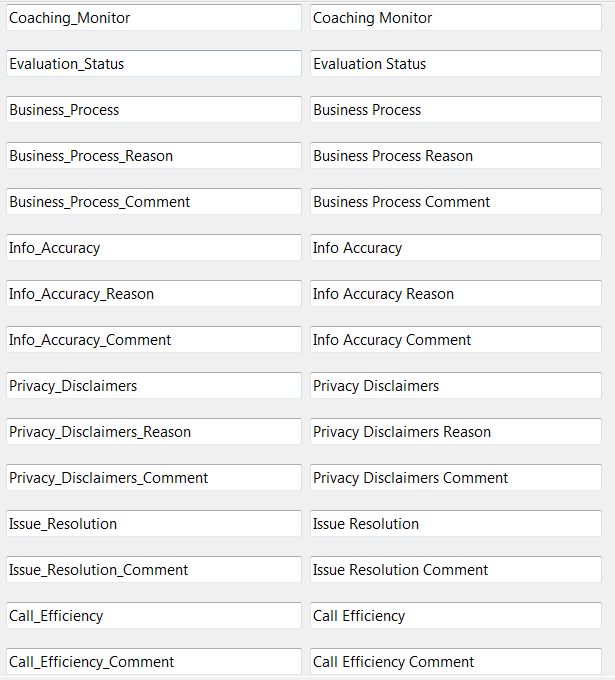 Coaching_Monitor Coaching Monitor
Evaluation_Status Evaluation Status
Business_Process Business Process
Business_Process_Reason Business Process Reason
Business_Process_Comment Business Process Comment
Info_Accuracy Info Accuracy
Info_Accuracy_Reason Info Accuracy Reason
Info_Accuracy_Comment Info Accuracy Comment
Privacy_Disclaimers Privacy Disclaimers
Privacy_Disclaimers_Reason Privacy Disclaimers Reason
Privacy_Disclaimers_Comment Privacy Disclaimers Comment
Issue_Resolution Issue Resolution
Issue_Resolution_Comment Issue Resolution Comment
Call_Efficiency Call Efficiency
Call_Efficiency_Comment Call Efficiency Comment